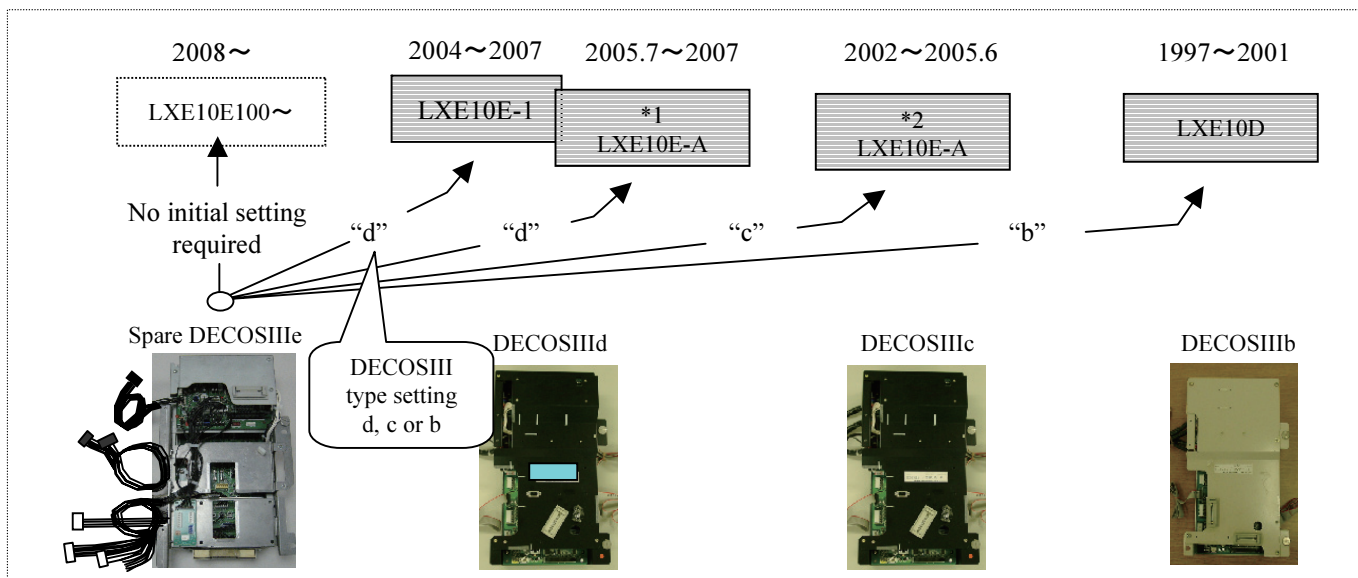 2008～
2004～2007
2005.7～2007
2002～2005.6
1997～2001
LXE10E100～
LXE10E-1
*1
LXE10E-A
*2
LXE10E-A
LXE10D
No initial setting
required
“d”
“d”
“c”
“b”
Spare DECOSIIIe
DECOSIII
type setting
d, c or b
DECOSIIId
DECOSIIIc
DECOSIIIb